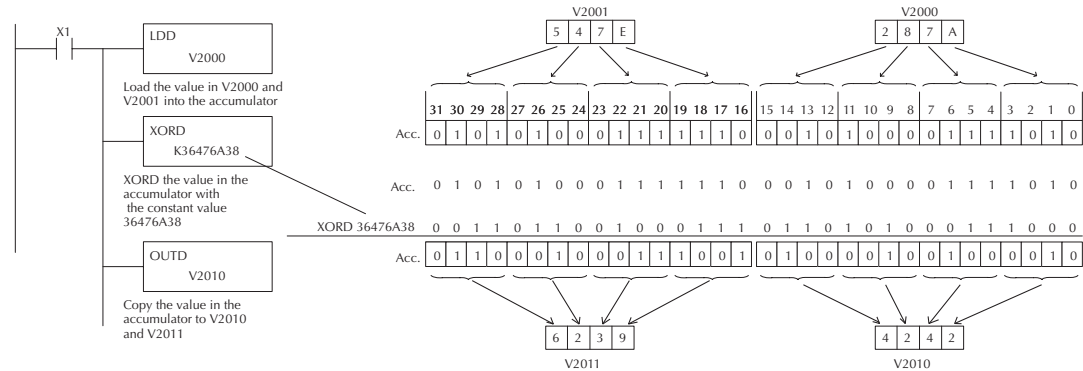 X1
LDD
V2000
Load the value in V2000 and
V2001 into the accumulator
XORD
K36476A38
XORD the value in the
accumulator with
the constant value
36476A38
OUTD
V2010
Copy the value in the
accumulator to V2010
and V2011
V2001
5 4 7 E
V2000
2 8 7 A
31 30 29 28 27 26 25 24 23 22 21 20 19 18 17 16 15 14 13 12 11 10 9 8 7 6 5 4 3 2 1 0
Acc. 0 1 0 1 0 1 0 0 0 1 1 1 1 1 1 0 0 0 1 0 1 0 0 0 0 1 1 1 1 0 1 0
Acc. 0 1 0 1 0 1 0 0 0 1 1 1 1 1 1 0 0 0 1 0 1 0 0 0 0 1 1 1 1 0 1 0
XORD 36476A38 0 0 1 1 0 1 1 0 0 1 0 0 0 1 1 1 0 1 1 0 1 0 1 0 0 0 1 1 1 0 0 0
Acc. 0 1 1 0 0 0 1 0 0 0 1 1 1 0 0 1 0 1 0 0 0 0 1 0 0 1 0 0 0 0 1 0
6 2 3 9
V2011
4 2 4 2
V2010